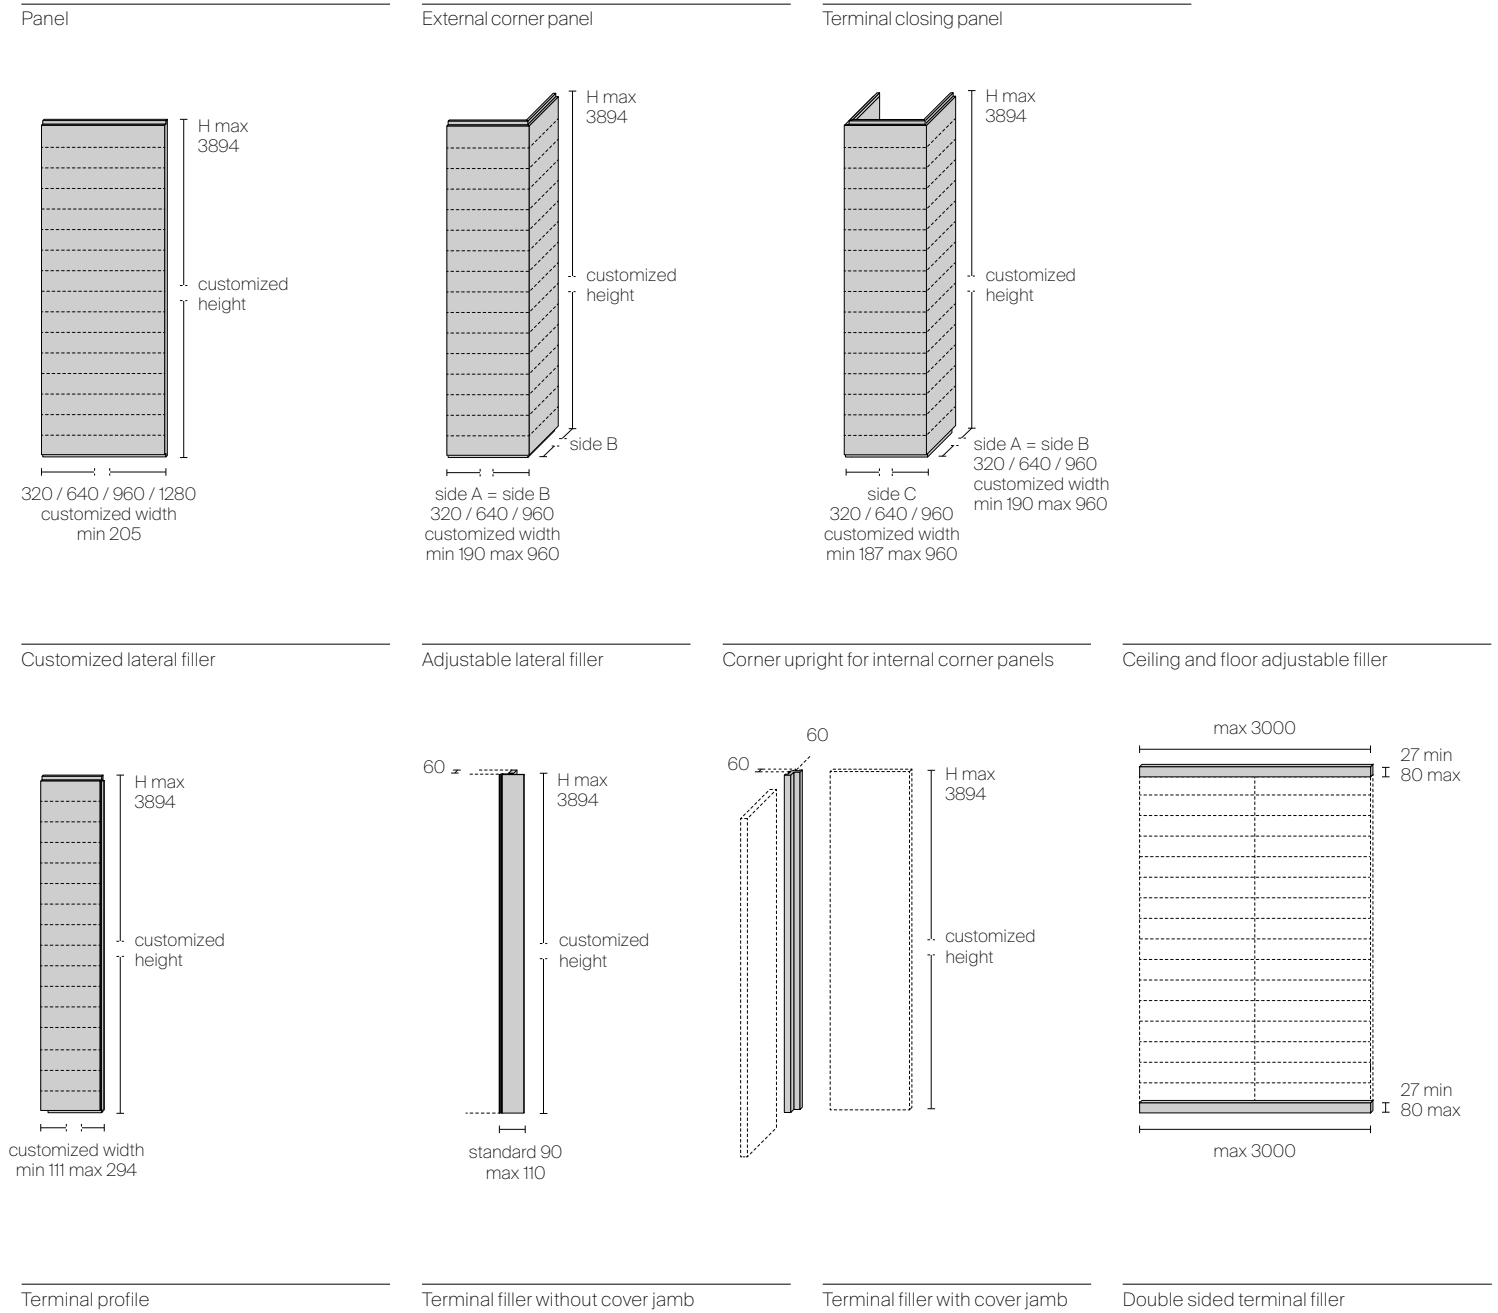 Panel
External corner panel
Terminal closing panel
H max
3894
customized
height
320 / 640 / 960 / 1280
customized width
min 205
H max
3894
customized
height
side B
side A = side B
320 / 640 / 960
customized width
min 190 max 960
H max
3894
customized
height
side A = side B
320 / 640 / 960
customized width
min 190 max 960
side C
320 / 640 / 960
customized width
min 187 max 960
Customized lateral filler
Adjustable lateral filler
Corner upright for internal corner panels
Ceiling and floor adjustable filler
H max
3894
customized
height
customized width
min 111 max 294
60
H max
3894
customized
height
standard 90
max 110
60
60
H max
3894
customized
height
max 3000
27 min
80 max
27 min
80 max
max 3000
Terminal profile
Terminal filler without cover jamb
Terminal filler with cover jamb
Double sided terminal filler